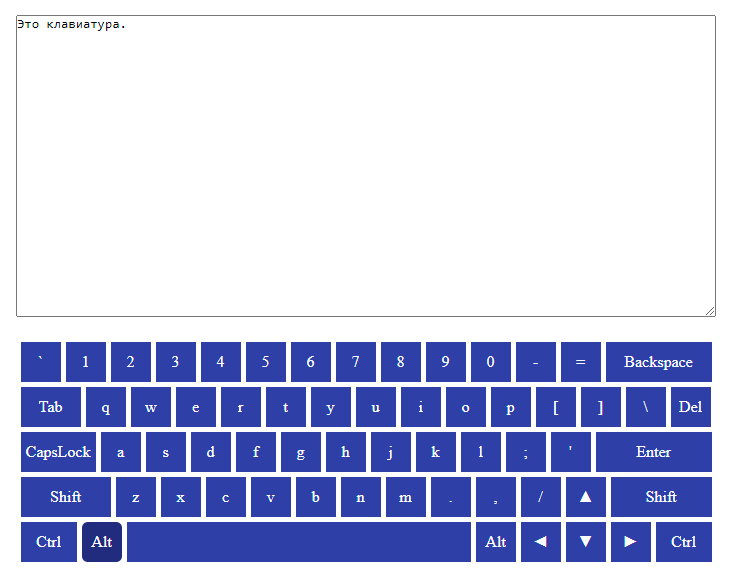 Это клавиатура.
` 1 2 3 4 5 6 7 8 9 0 - = Backspace
Tab q w e r t y u i o p [ ] \ Del
CapsLock a s d f g h j k l ; ' Enter
Shift z x c v b n m . , / ▲ Shift
Ctrl Alt Alt ◄ ▼ ► Ctrl